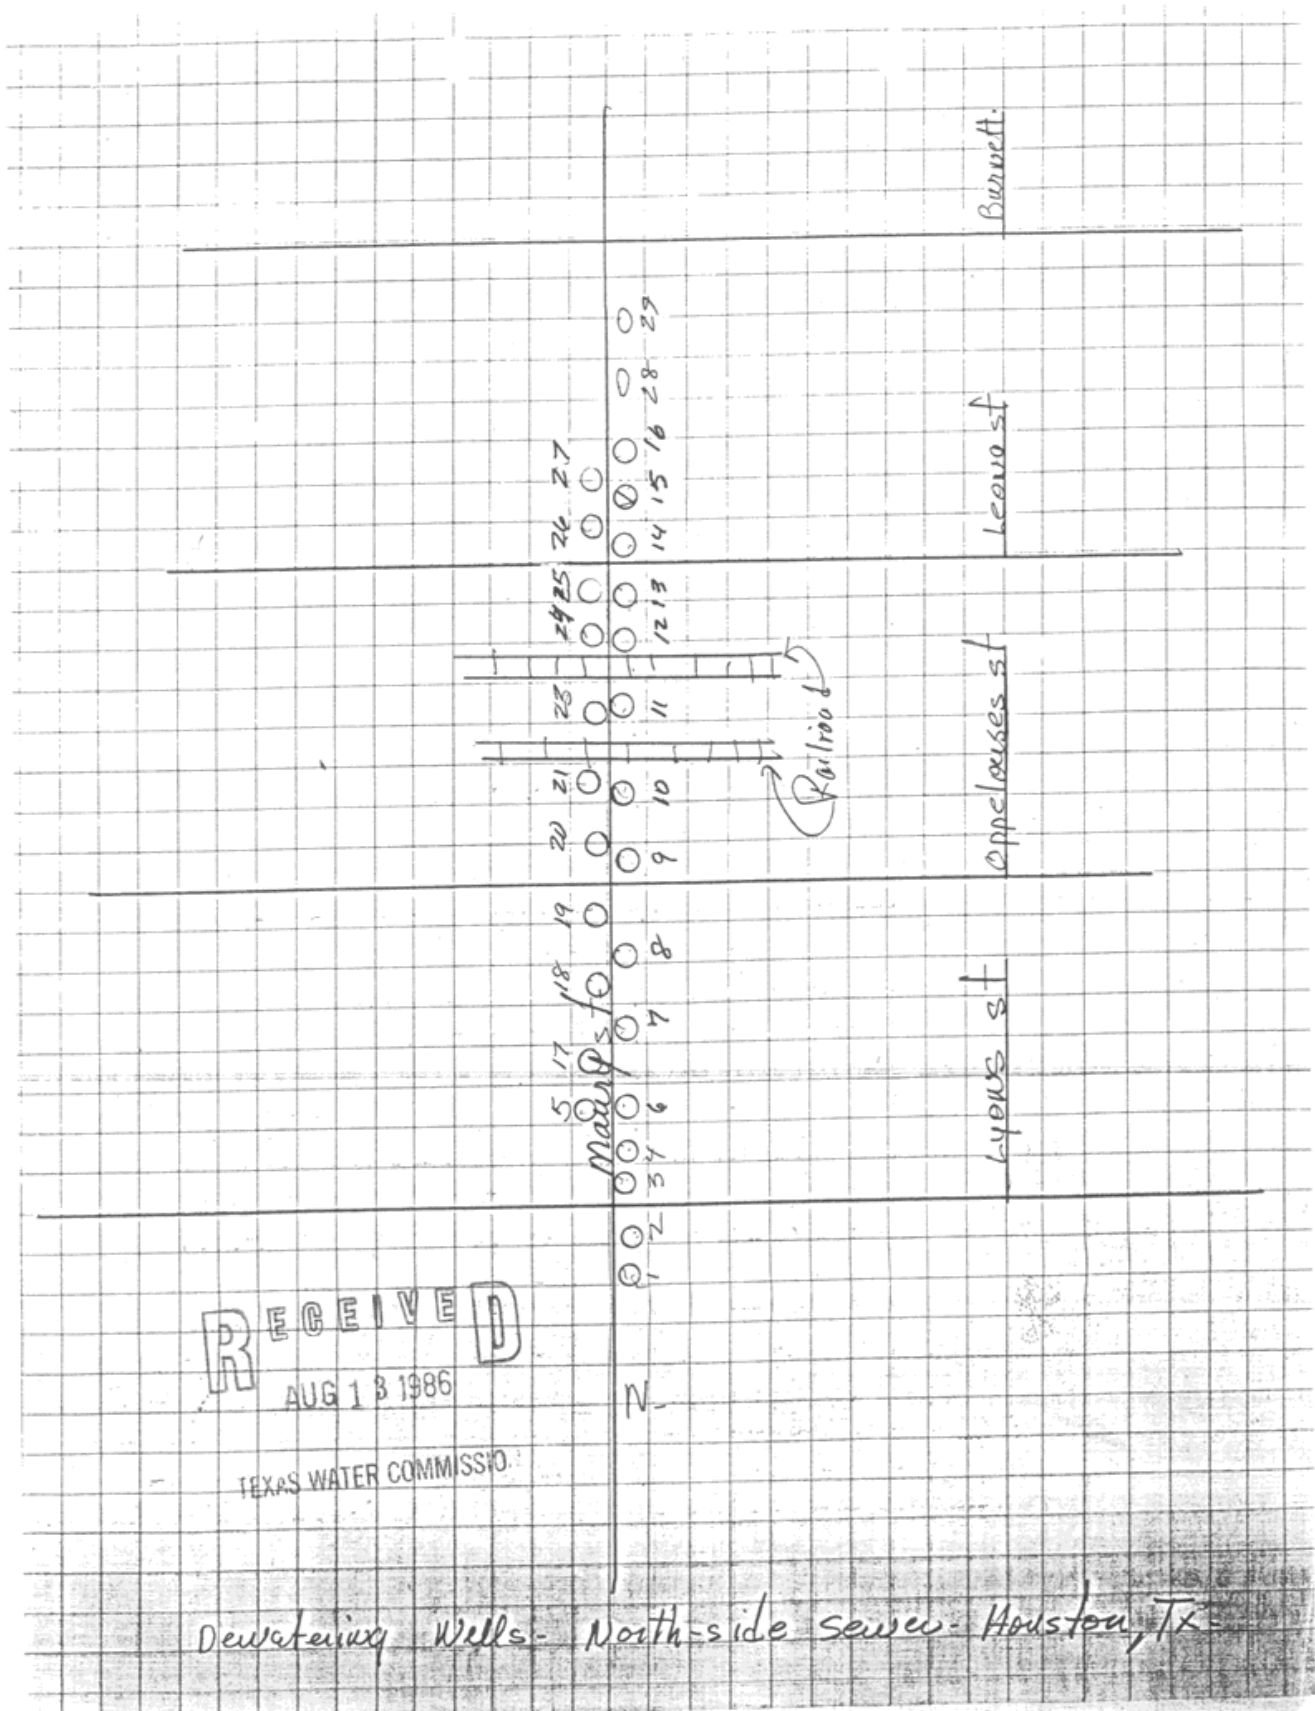 Burnett.
29
28
16
27
15
26
14
Leona st
25
13
24
12
23
11
Railroad
Oppelouses st
21
10
20
9
19
8
18
7
17
Maury st
5
6
4
3
Lyons st
2
1
RECEIVED
AUG 13 1986
TEXAS WATER COMMISSIO
N-
Dewatering Wells- North-side sewer- Houston, TX-